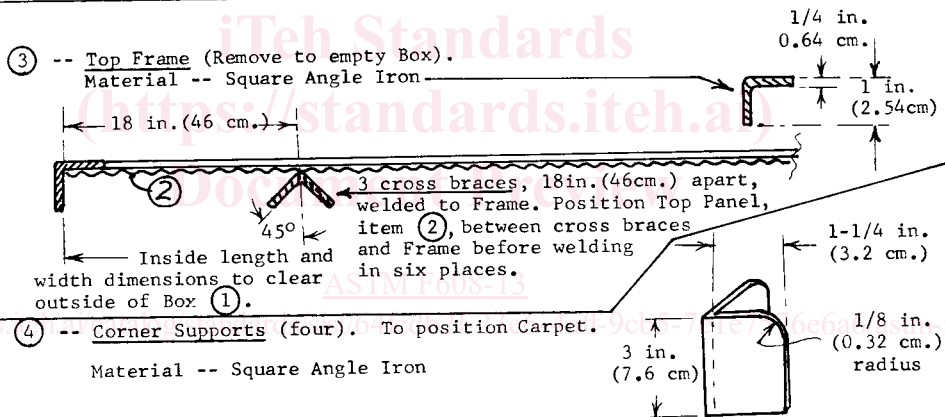 iTeh Standards
(https://standards.iteh.ai)
Document Preview
ASTM F608-13
③ -- Top Frame (Remove to empty Box).
Material -- Square Angle Iron
1/4 in.
0.64 cm.
1 in.
(2.54cm)
18 in.(46 cm.)
②
45°
3 cross braces, 18in.(46cm.) apart,
welded to Frame. Position Top Panel,
item ②, between cross braces
and Frame before welding
in six places.
Inside length and
width dimensions to clear
outside of Box ①.
1-1/4 in.
(3.2 cm.)
④ -- Corner Supports (four). To position Carpet.
Material -- Square Angle Iron
3 in.
(7.6 cm)
1/8 in.
(0.32 cm.)
radius